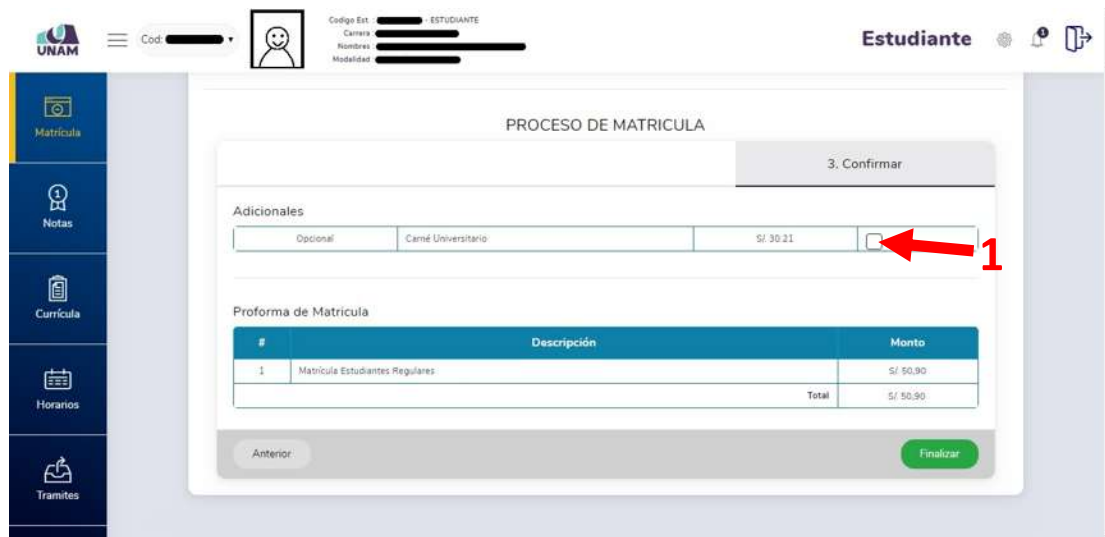 UNAM
Cod:
Codigo Est. : - ESTUDIANTE
Carrera :
Nombres :
Modalidad :
Estudiante
Matrícula
Notas
Currícula
Horarios
Tramites
PROCESO DE MATRICULA
3. Confirmar
Adicionales
Opcional Carné Universitario S/. 30.21
1
Proforma de Matricula
# Descripción Monto
1 Matrícula Estudiantes Regulares S/. 50,90
Total S/. 50,90
Anterior Finalizar